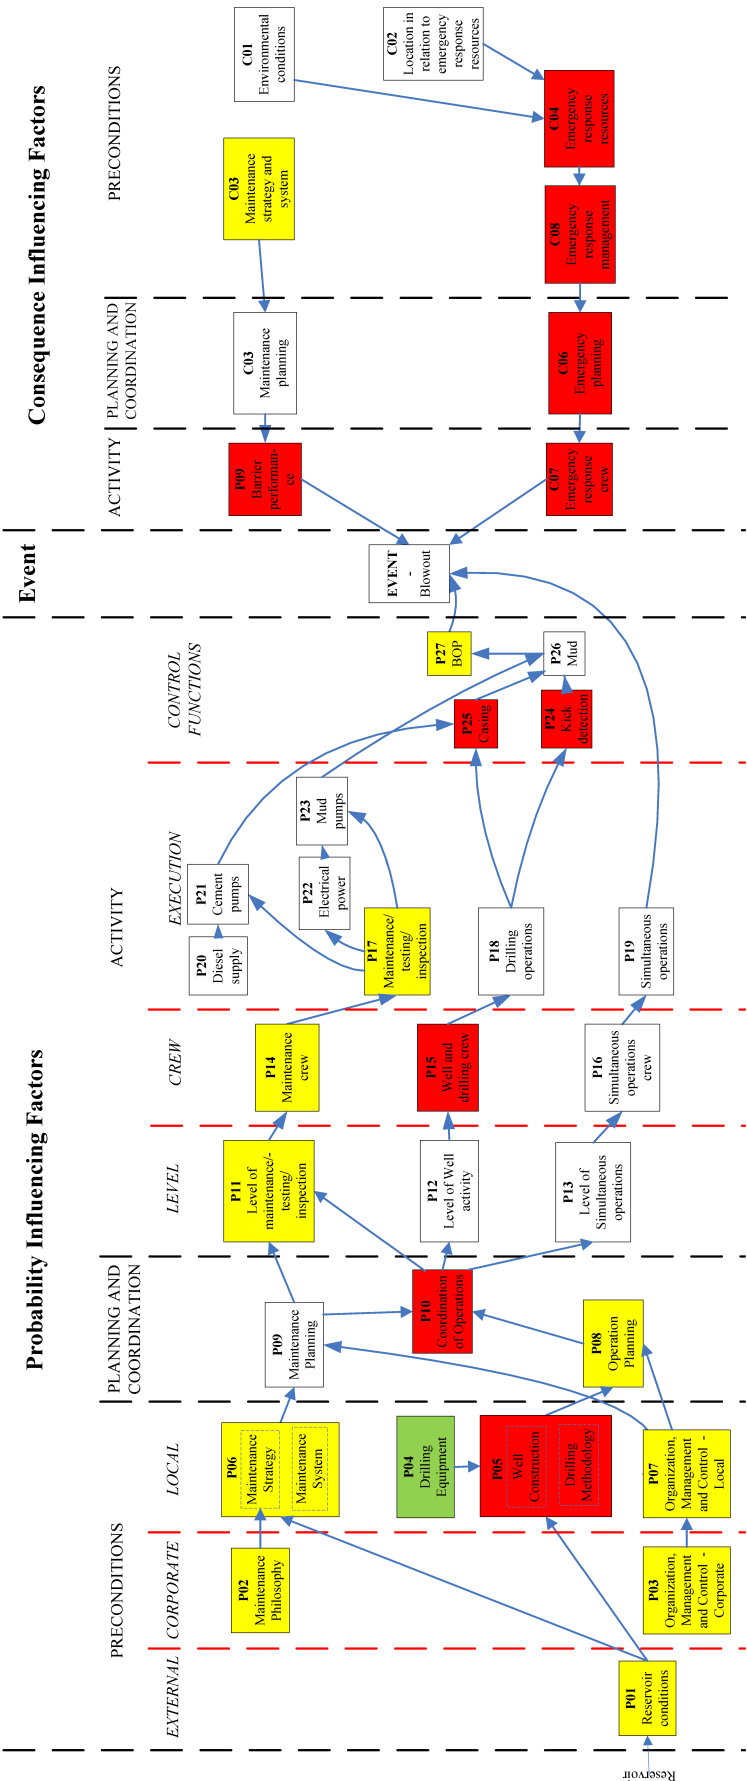 Probability Influencing Factors
Event
Consequence Influencing Factors
PRECONDITIONS
PLANNING AND
COORDINATION
ACTIVITY
ACTIVITY
PLANNING AND
COORDINATION
PRECONDITIONS
EXTERNAL
CORPORATE
LOCAL
LEVEL
CREW
EXECUTION
CONTROL
FUNCTIONS
Reservoir
P01
Reservoir
conditions
P02
Maintenance
Philosophy
P03
Organization,
Management
and Control -
Corporate
P06
Maintenance
Strategy
Maintenance
System
P04
Drilling
Equipment
P05
Well
Construction
Drilling
Methodology
P07
Organization,
Management
and Control -
Local
P09
Maintenance
Planning
P10
Coordination
of Operations
P08
Operation
Planning
P11
Level of
maintenance/-
testing/
inspection
P12
Level of Well
activity
P13
Level of
Simultaneous
operations
P14
Maintenance
crew
P15
Well and
drilling crew
P16
Simultaneous
operations
crew
P20
Diesel
supply
P21
Cement
pumps
P22
Electrical
power
P23
Mud
pumps
P17
Maintenance/
testing/
inspection
P18
Drilling
operations
P19
Simultaneous
operations
P25
Casing
P24
Kick
detection
P27
BOP
P26
Mud
EVENT
-
Blowout
P09
Barrier
performan-
ce
C07
Emergency
response
crew
C03
Maintenance
planning
C06
Emergency
planning
C03
Maintenance
strategy and
system
C08
Emergency
response
management
C01
Environmental
conditions
C02
Location in
relation to
emergency
response
resources
C04
Emergency
response
resources